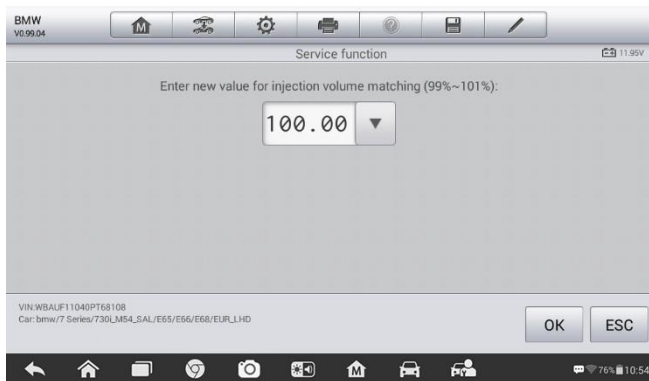 BMW
V0.99.04
M
Service function
11.95V
Enter new value for injection volume matching (99%~101%):
100.00
VIN:WBAUF11040PT68108
Car: bmw/7 Series/730i_M54_SAL/E65/E66/E68/EUR_LHD
OK ESC
M
76% 10:54